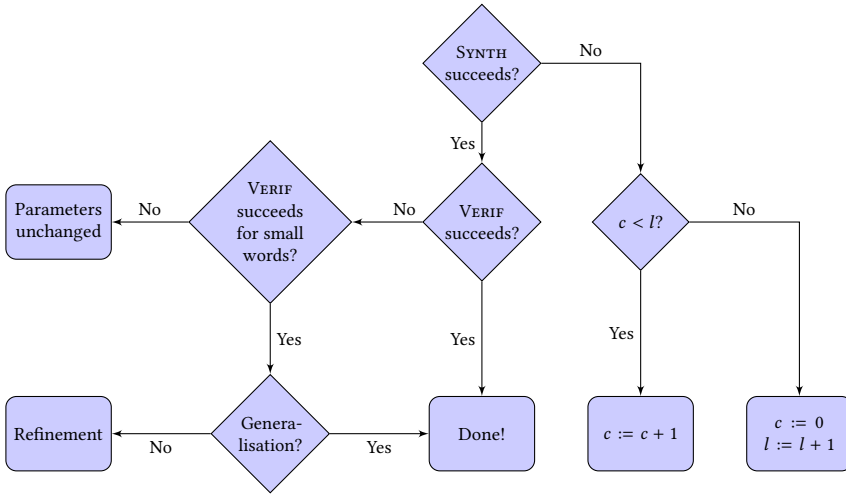 SYNTH
succeeds?
No
Yes
Parameters
unchanged
No
VERIF
succeeds
for small
words?
No
VERIF
succeeds?
c < l?
No
Yes
Yes
Yes
Refinement
No
Genera-
lisation?
Yes
Done!
c := c + 1
c := 0
l := l + 1